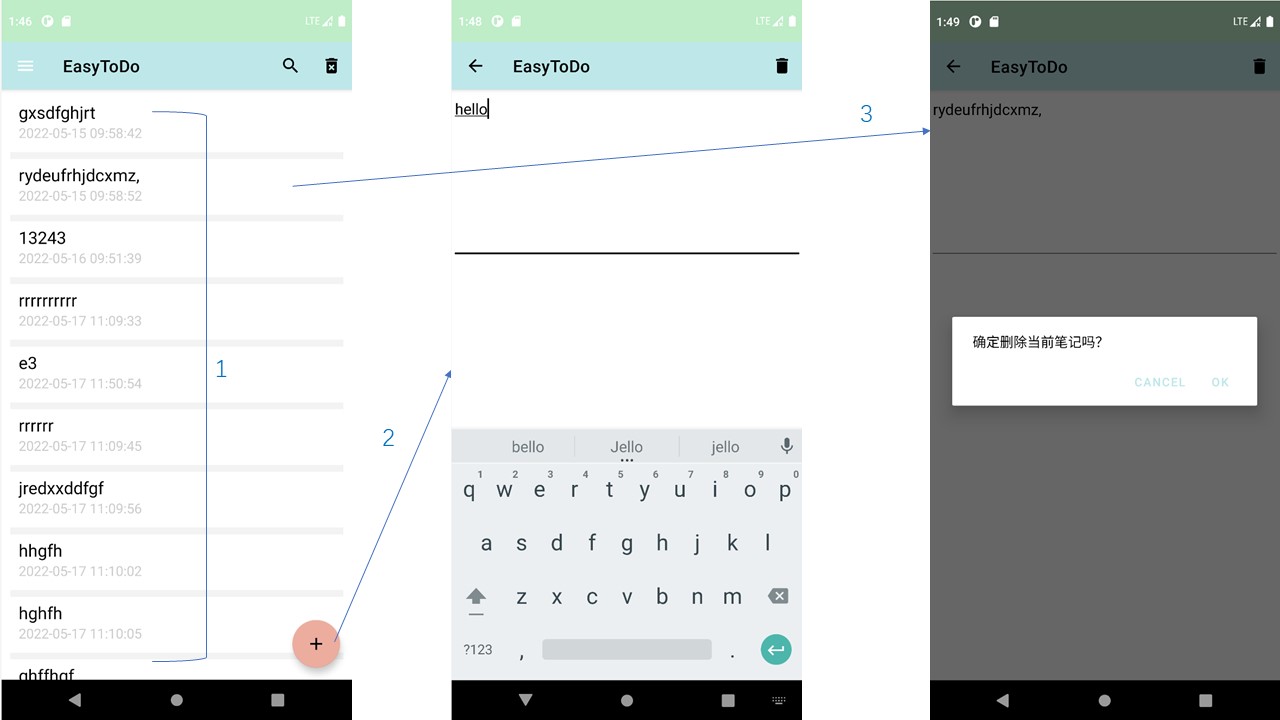 1:46
LTE
EasyToDo
gxsdfghjrt
2022-05-15 09:58:42
rydeufrhjdcxmz,
2022-05-15 09:58:52
13243
2022-05-16 09:51:39
rrrrrrrrrr
2022-05-17 11:09:33
e3
2022-05-17 11:50:54
rrrrrr
2022-05-17 11:09:45
jredxxddfgf
2022-05-17 11:09:56
hhgfh
2022-05-17 11:10:02
hghfh
2022-05-17 11:10:05
+
1
2
1:48
LTE
EasyToDo
hello
bello Jello jello
1 2 3 4 5 6 7 8 9 0
q w e r t y u i o p
a s d f g h j k l
z x c v b n m
?123 , .
3
1:49
LTE
EasyToDo
rydeufrhjdcxmz,
确定删除当前笔记吗?
CANCEL OK